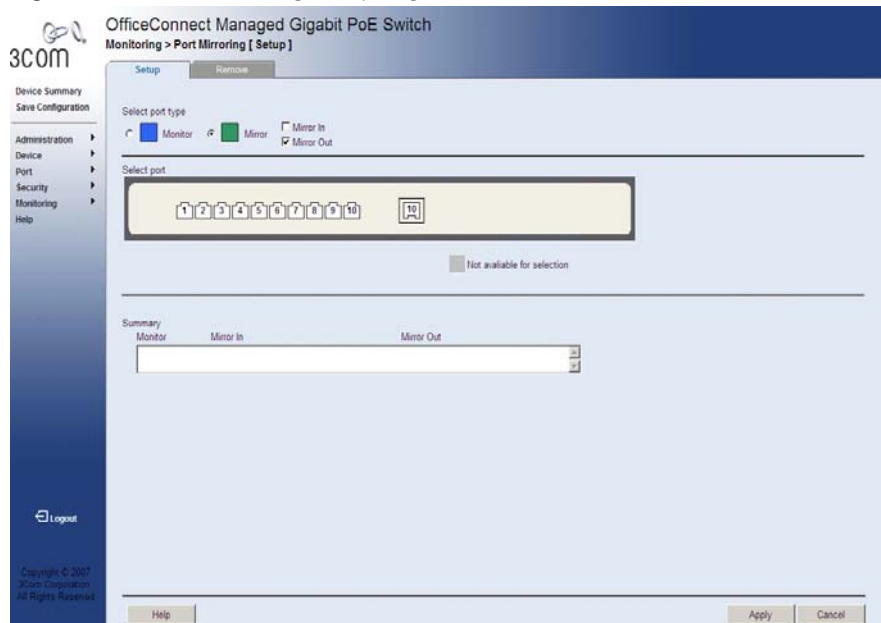 OfficeConnect Managed Gigabit PoE Switch
Monitoring > Port Mirroring [ Setup ]
3COM
Setup
Remove
Device Summary
Save Configuration
Administration
Device
Port
Security
Monitoring
Help
Select port type
Monitor
Mirror
Mirror In
Mirror Out
Select port
1 2 3 4 5 6 7 8 9 10
10
Not avaliable for selection
Summary
Monitor Mirror In Mirror Out
Logout
Copyright © 2007
3Com Corporation
All Rights Reserved
Help
Apply
Cancel